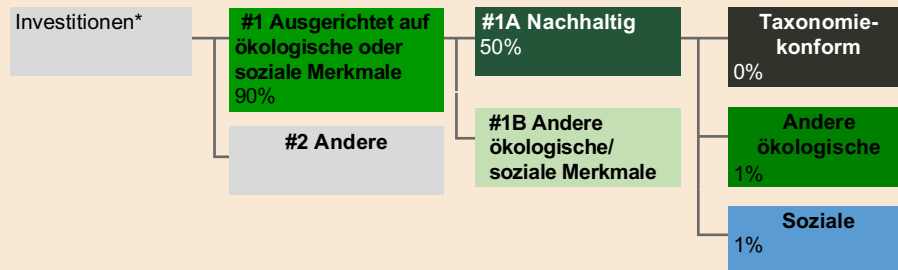 Investitionen*
#1 Ausgerichtet auf
ökologische oder
soziale Merkmale
90%
#2 Andere
#1A Nachhaltig
50%
#1B Andere
ökologische/
soziale Merkmale
Taxonomie-
konform
0%
Andere
ökologische
1%
Soziale
1%